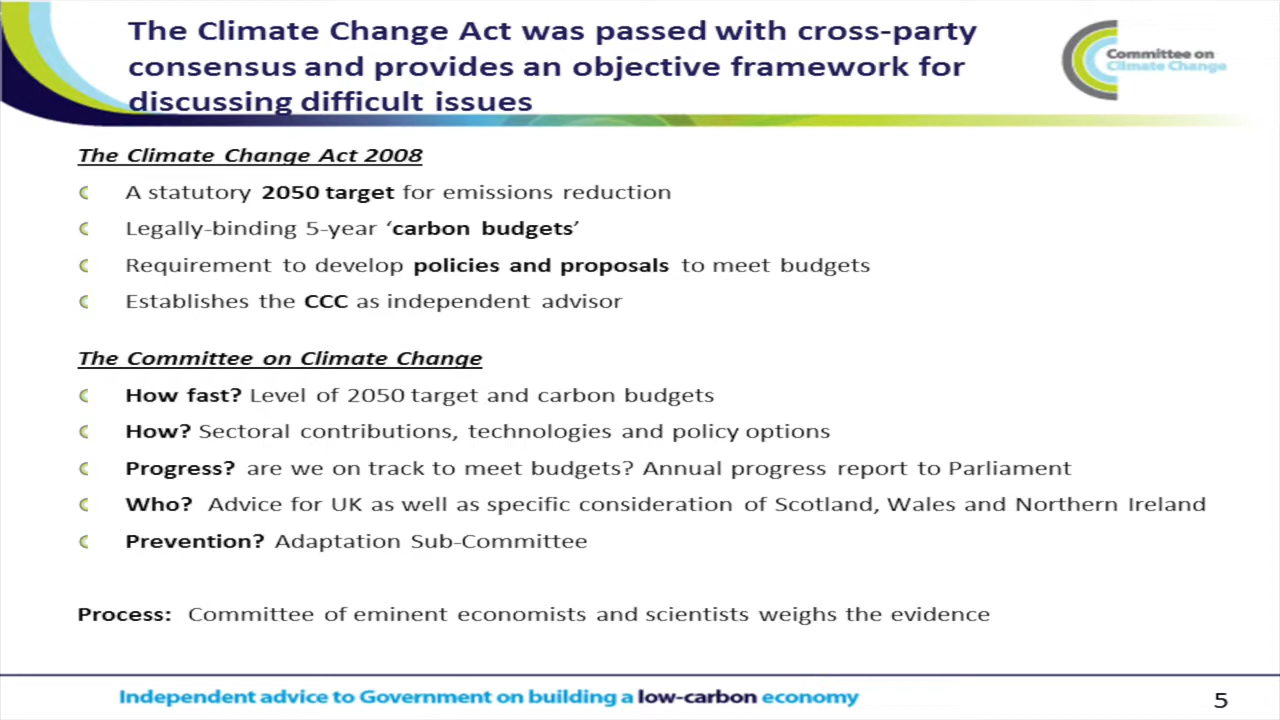 The Climate Change Act was passed with cross-party
consensus and provides an objective framework for
discussing difficult issues
Committee on
Climate Change
The Climate Change Act 2008
A statutory 2050 target for emissions reduction
Legally-binding 5-year ‘carbon budgets’
Requirement to develop policies and proposals to meet budgets
Establishes the CCC as independent advisor
The Committee on Climate Change
How fast? Level of 2050 target and carbon budgets
How? Sectoral contributions, technologies and policy options
Progress? are we on track to meet budgets? Annual progress report to Parliament
Who? Advice for UK as well as specific consideration of Scotland, Wales and Northern Ireland
Prevention? Adaptation Sub-Committee
Process: Committee of eminent economists and scientists weighs the evidence
Independent advice to Government on building a low-carbon economy
5